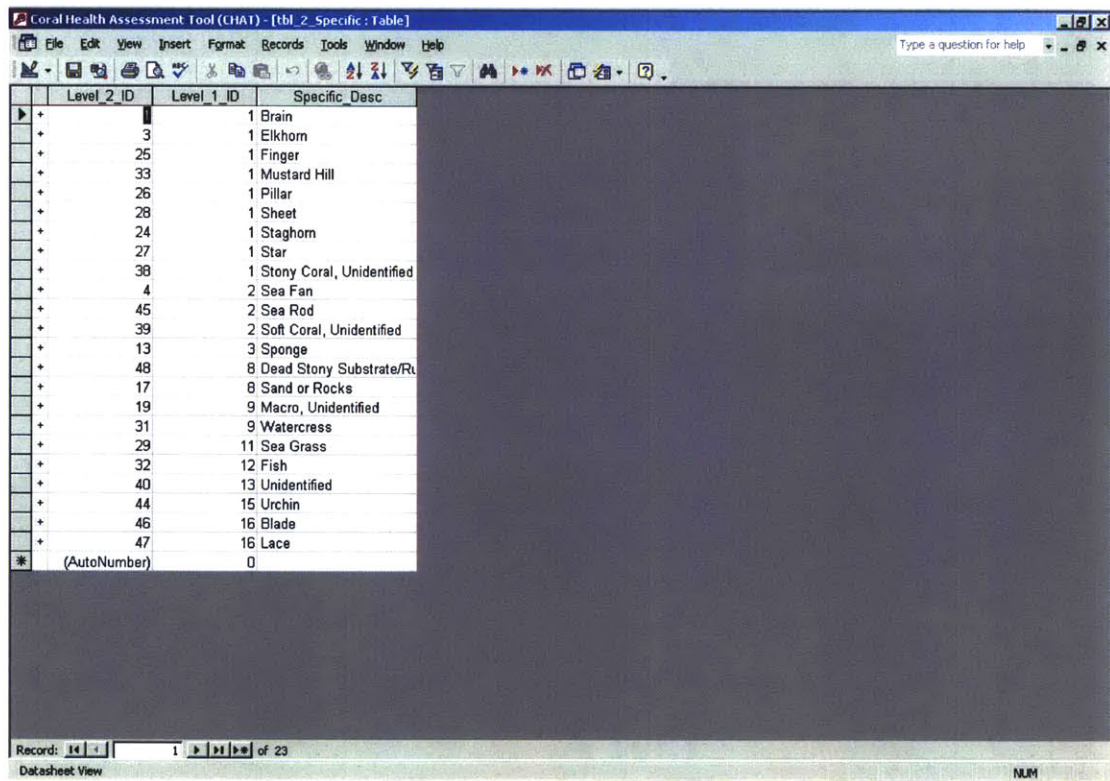 Coral Health Assessment Tool (CHAT) - [tbl_2_Specific : Table]
File Edit View Insert Format Records Tools Window Help Type a question for help
Level_2_ID Level_1_ID Specific_Desc
1 1 Brain
3 1 Elkhorn
25 1 Finger
33 1 Mustard Hill
26 1 Pillar
28 1 Sheet
24 1 Staghorn
27 1 Star
38 1 Stony Coral, Unidentified
4 2 Sea Fan
45 2 Sea Rod
39 2 Soft Coral, Unidentified
13 3 Sponge
48 8 Dead Stony Substrate/Ru
17 8 Sand or Rocks
19 9 Macro, Unidentified
31 9 Watercress
29 11 Sea Grass
32 12 Fish
40 13 Unidentified
44 15 Urchin
46 16 Blade
47 16 Lace
(AutoNumber) 0
Record: 1 of 23
Datasheet View NUM